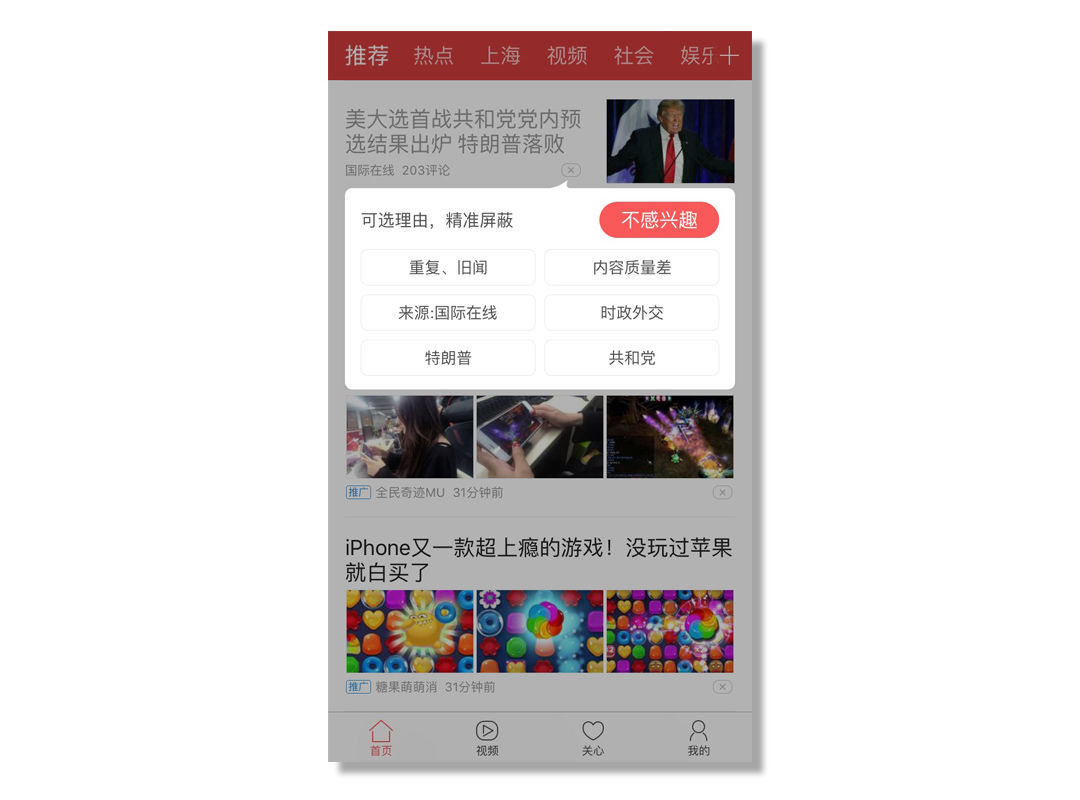 推荐 热点 上海 视频 社会 娱乐
美大选首战共和党党内预
选结果出炉 特朗普落败
国际在线 203评论
可选理由，精准屏蔽 不感兴趣
重复、旧闻 内容质量差
来源:国际在线 时政外交
特朗普 共和党
推广 全民奇迹MU 31分钟前
iPhone又一款超上瘾的游戏！没玩过苹果
就白买了
推广 糖果萌萌消 31分钟前
首页 视频 关心 我的